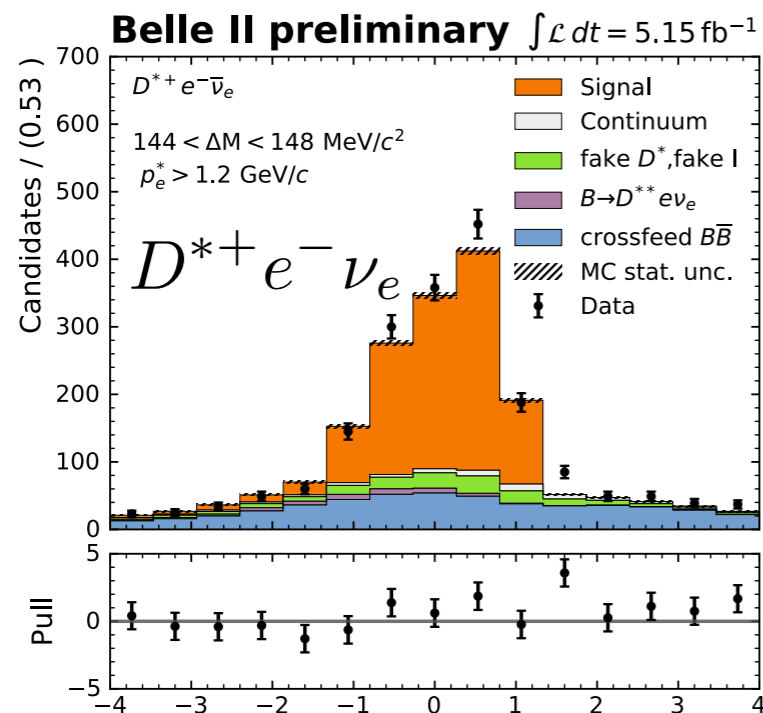 Belle II preliminary ∫ℒ dt = 5.15 fb⁻¹
Candidates / (0.53 )
700
600
500
400
300
200
100
0
D*⁺e⁻ν̅ₑ
144 < ΔM < 148 MeV/c²
p*ₑ > 1.2 GeV/c
D*⁺e⁻νₑ
Signal
Continuum
fake D*,fake l
B→D**eνₑ
crossfeed BB̅
MC stat. unc.
Data
Pull
5
0
−5
−4 −3 −2 −1 0 1 2 3 4